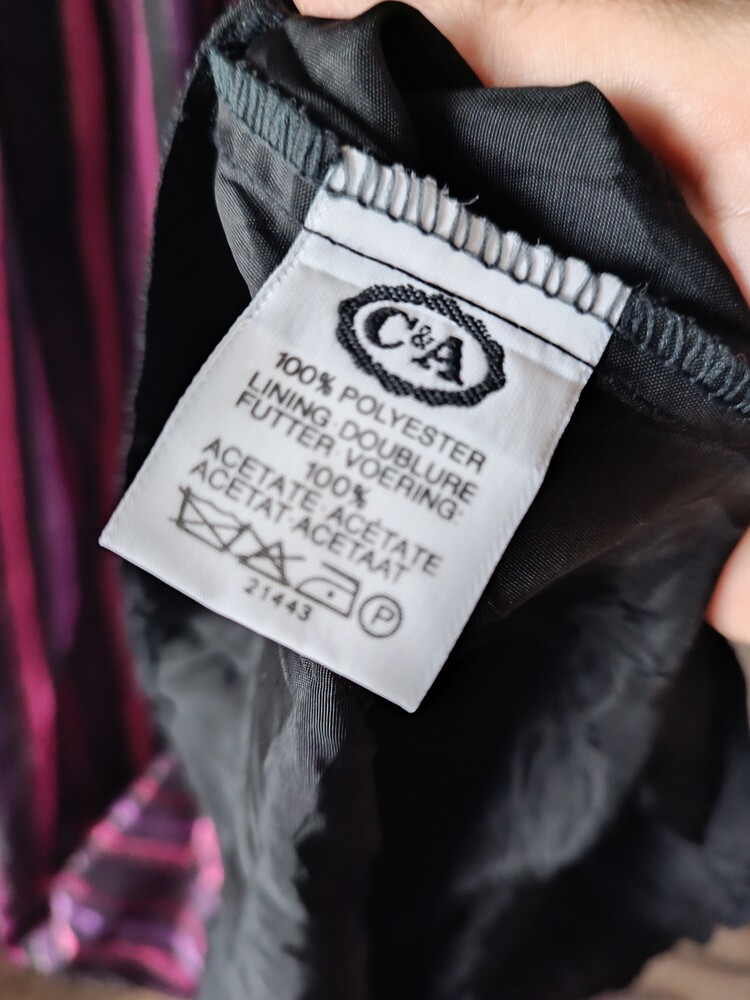 C&A
100% POLYESTER
LINING·DOUBLURE
FUTTER·VOERING:
100%
ACETATE·ACÉTATE
ACETAT·ACETAAT
P
21443